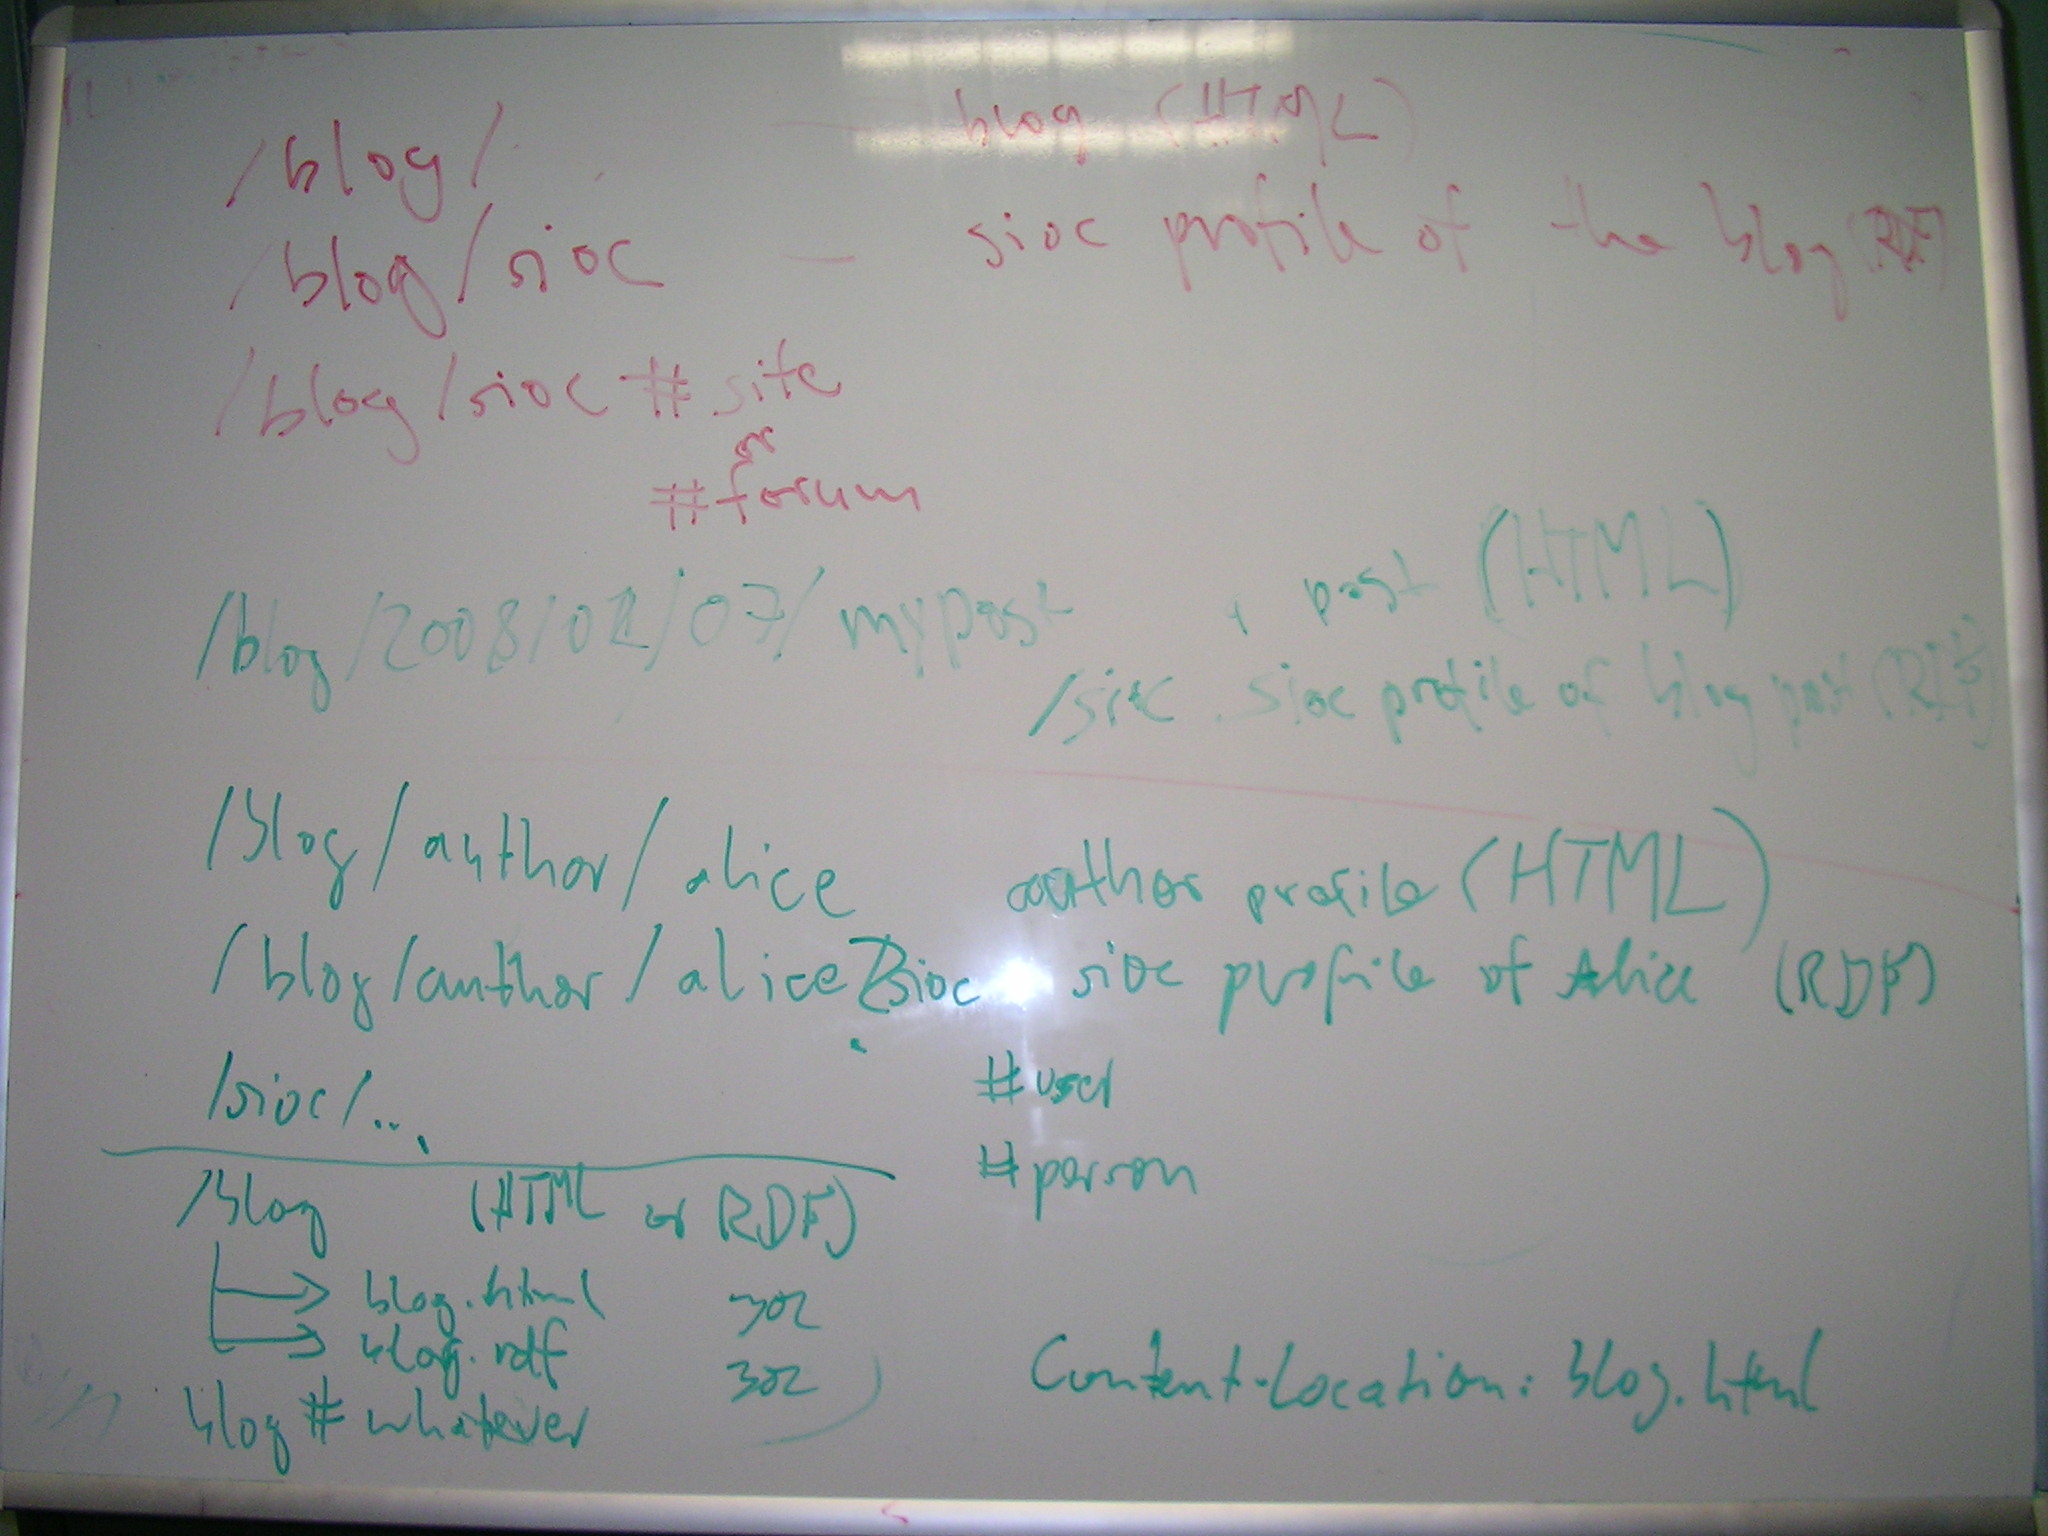 /blog/ — blog (HTML)
/blog/sioc — sioc profile of the blog (RDF)
/blog/sioc #site
or
#forum
/blog/2008/02/07/mypost post (HTML)
/sioc sioc profile of blog post (RDF)
/blog/author/alice author profile (HTML)
/blog/author/alice?sioc sioc profile of Alice (RDF)
/sioc/... #user
#person
/blog (HTML or RDF)
blog.html 302
blog.rdf 302
Content-Location: blog.html
blog#whatever